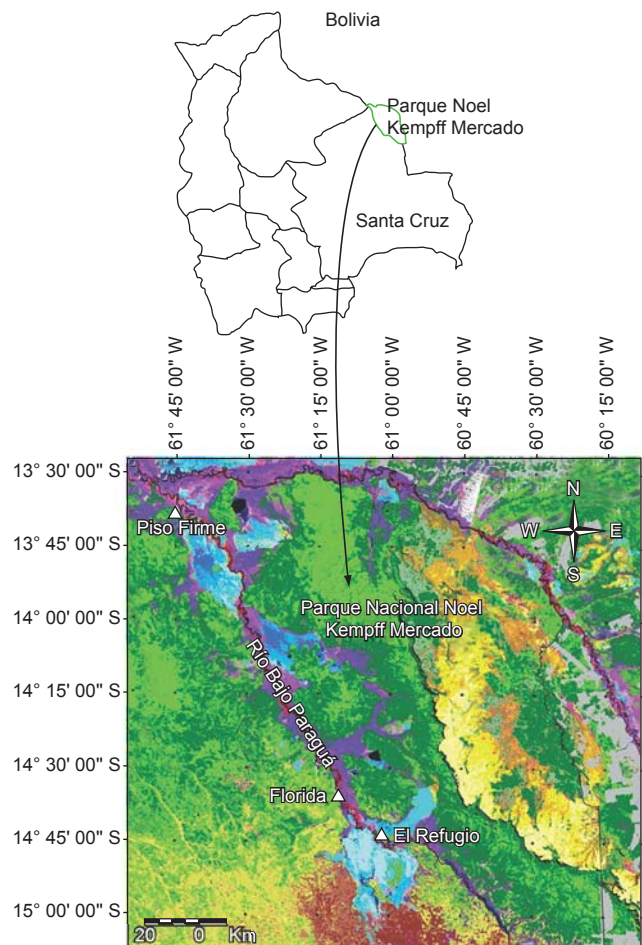 Bolivia
Parque Noel
Kempff Mercado
Santa Cruz
61° 45' 00" W
61° 30' 00" W
61° 15' 00" W
61° 00' 00" W
60° 45' 00" W
60° 30' 00" W
60° 15' 00" W
13° 30' 00" S
13° 45' 00" S
14° 00' 00" S
14° 15' 00" S
14° 30' 00" S
14° 45' 00" S
15° 00' 00" S
N
W
E
S
Piso Firme
Parque Nacional Noel
Kempff Mercado
Río Bajo Paraguá
Florida
El Refugio
20 0 Km